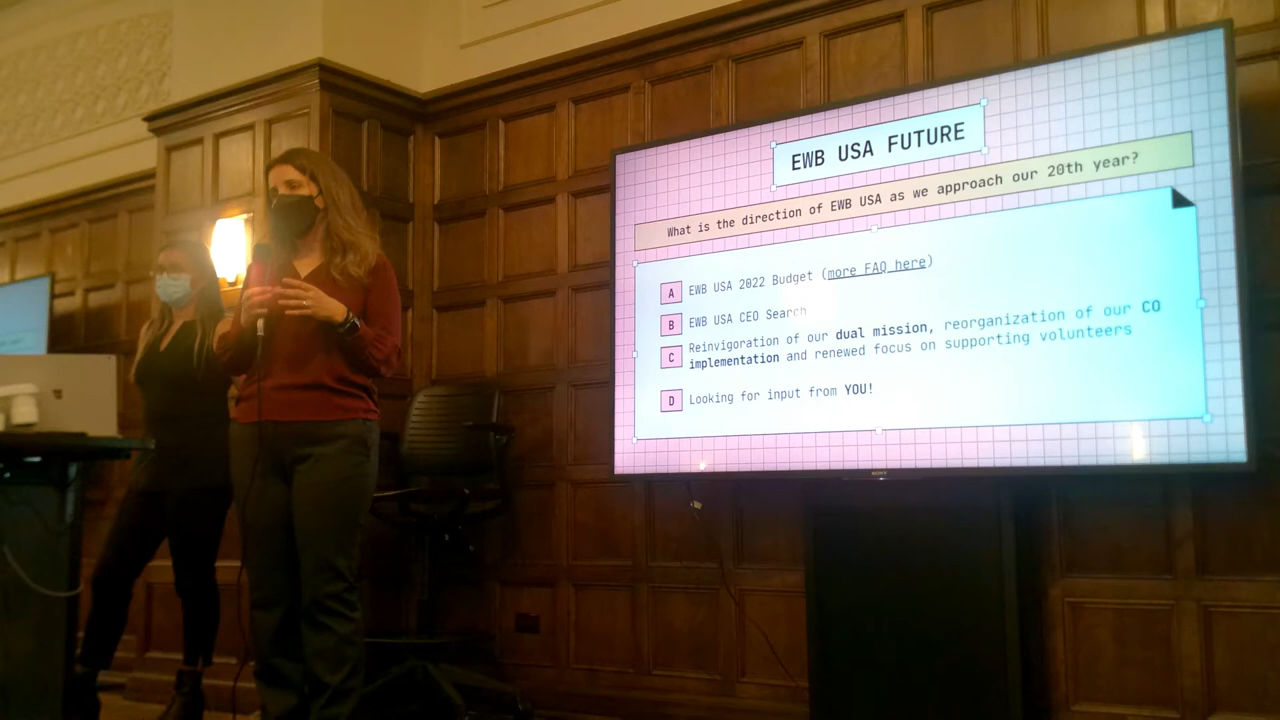 EWB USA FUTURE
What is the direction of EWB USA as we approach our 20th year?
A EWB USA 2022 Budget (more FAQ here)
B EWB USA CEO Search
C Reinvigoration of our dual mission, reorganization of our CO
implementation and renewed focus on supporting volunteers
D Looking for input from YOU!
SONY